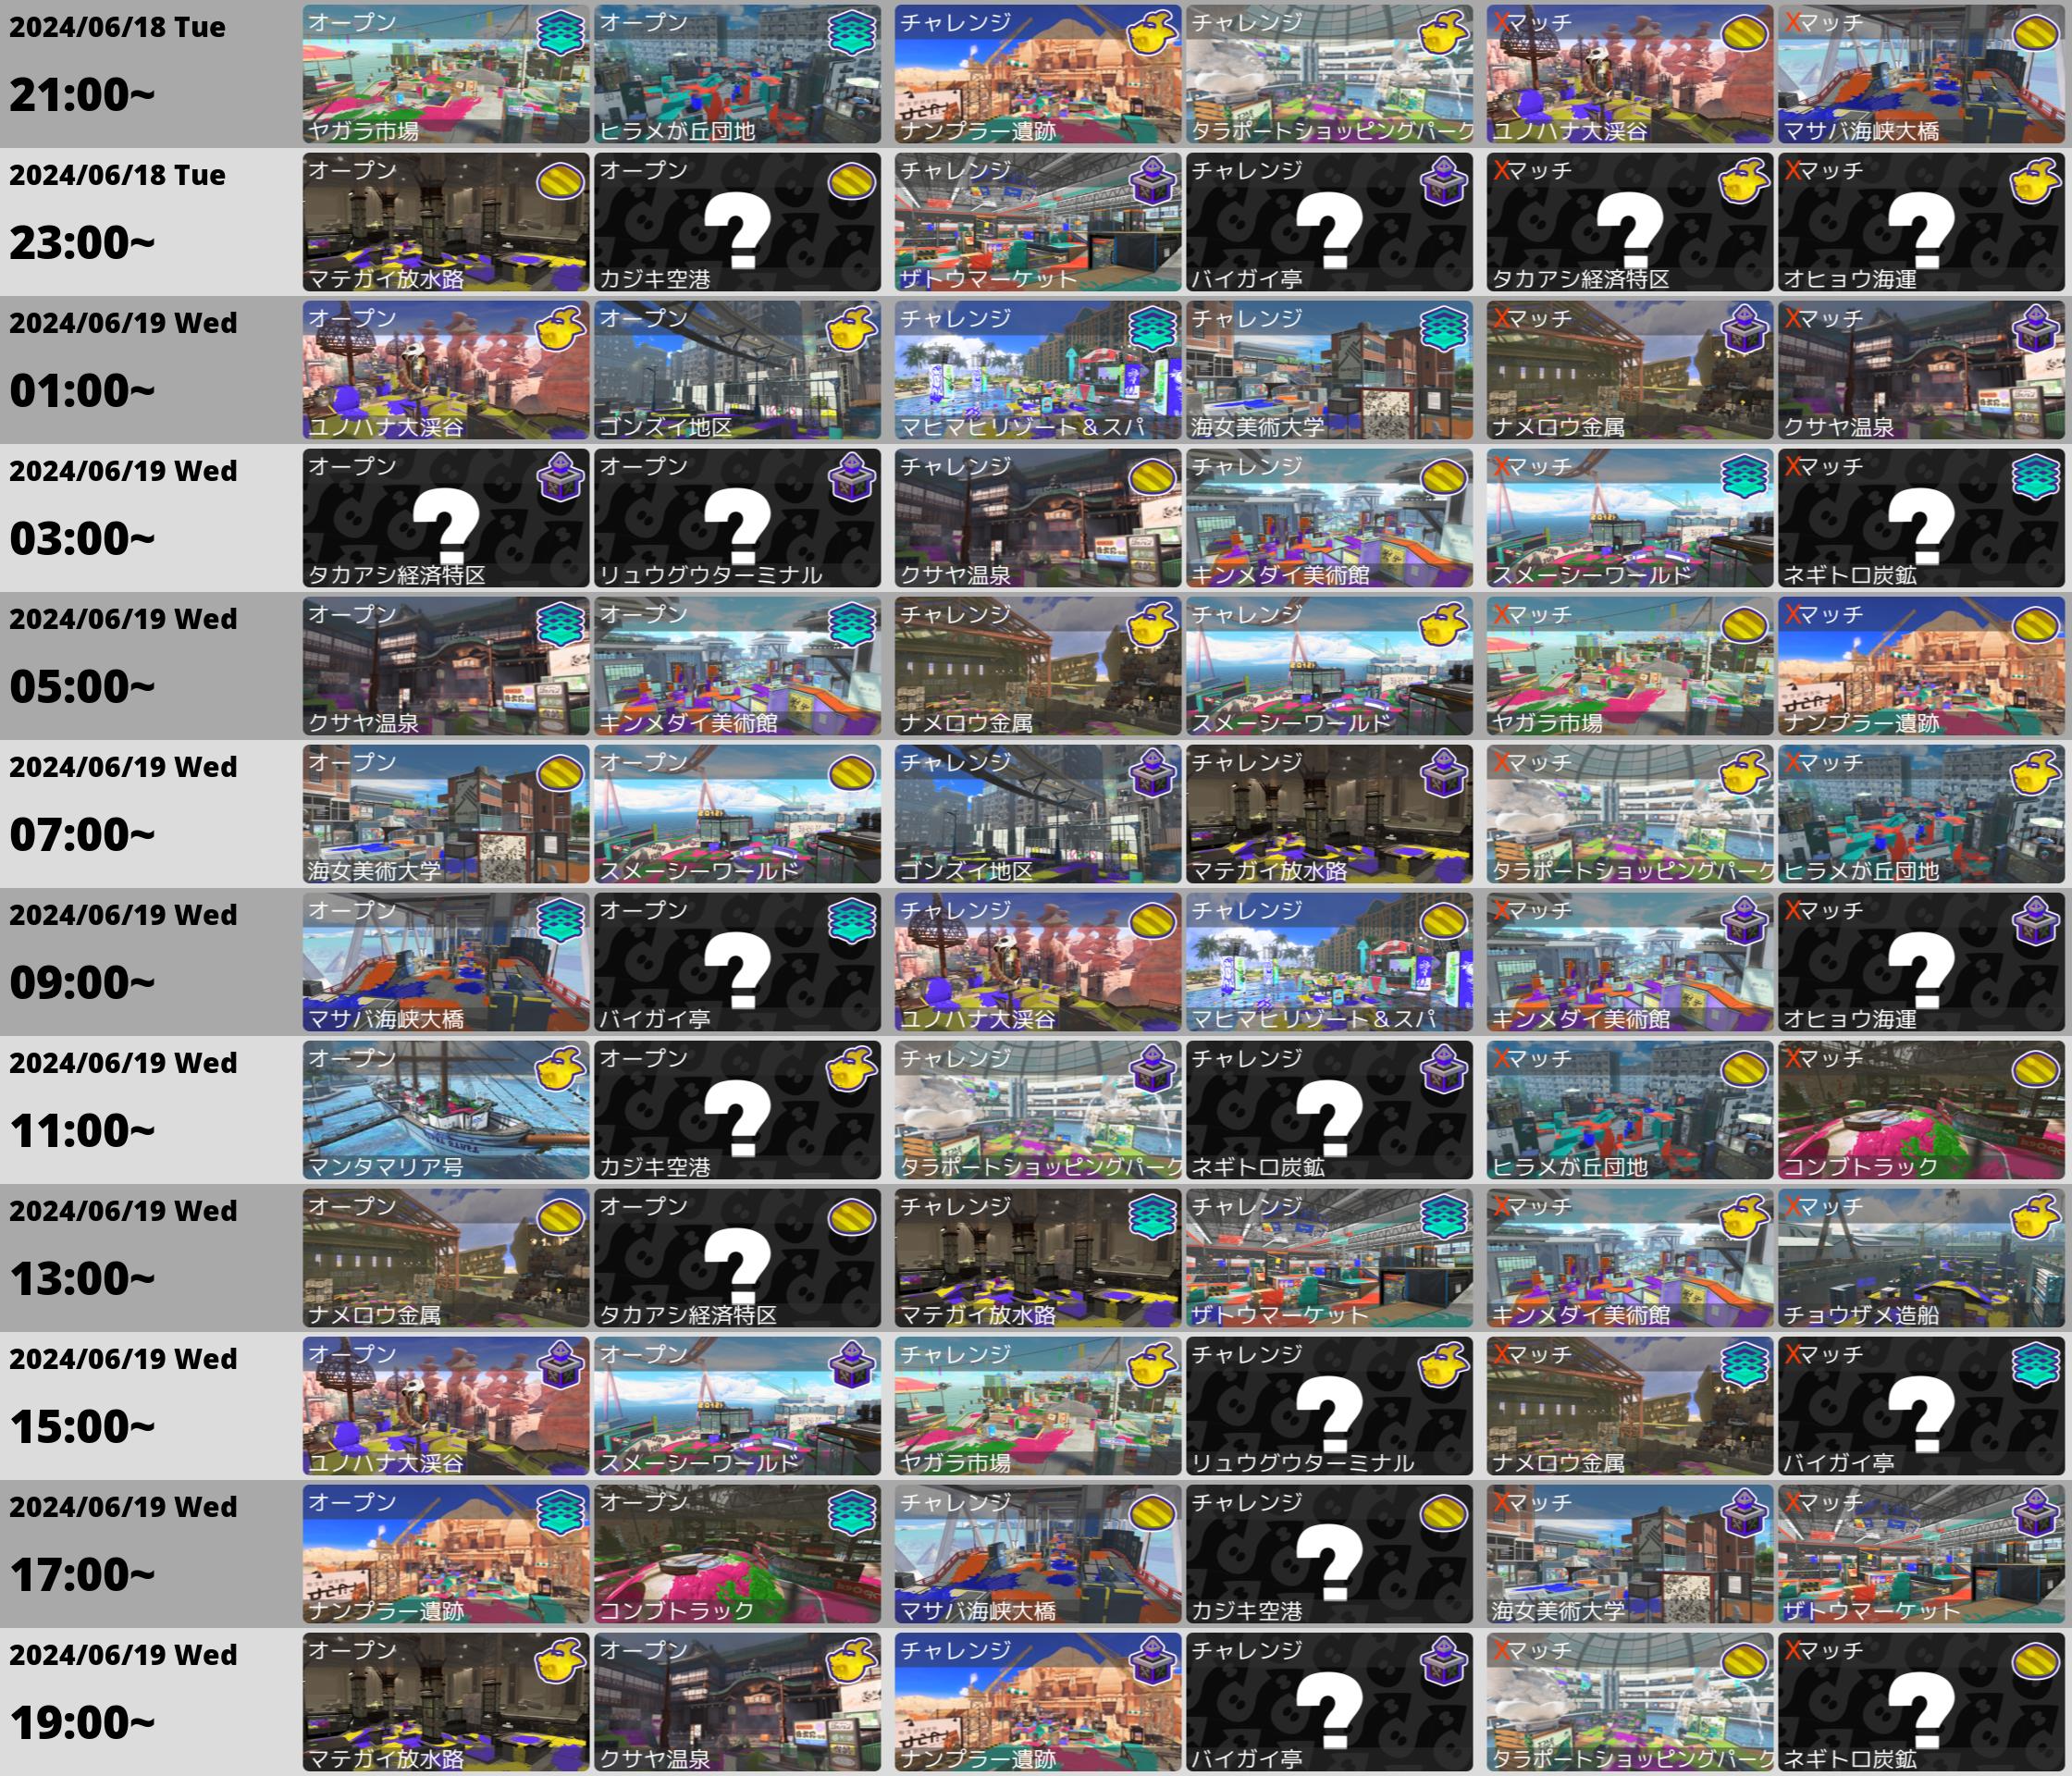 2024/06/18 Tue
21:00~
オープン オープン チャレンジ チャレンジ Xマッチ Xマッチ
ヤガラ市場 ヒラメが丘団地 ナンプラー遺跡 タラポートショッピングパーク ユノハナ大渓谷 マサバ海峡大橋
2024/06/18 Tue
23:00~
オープン オープン チャレンジ チャレンジ Xマッチ Xマッチ
? ? ? ?
マテガイ放水路 カジキ空港 ザトウマーケット バイガイ亭 タカアシ経済特区 オヒョウ海運
2024/06/19 Wed
01:00~
オープン オープン チャレンジ チャレンジ Xマッチ Xマッチ
ユノハナ大渓谷 ゴンズイ地区 マヒマヒリゾート&スパ 海女美術大学 ナメロウ金属 クサヤ温泉
2024/06/19 Wed
03:00~
オープン オープン チャレンジ チャレンジ Xマッチ Xマッチ
? ? ?
タカアシ経済特区 リュウグウターミナル クサヤ温泉 キンメダイ美術館 スメーシーワールド ネギトロ炭鉱
2024/06/19 Wed
05:00~
オープン オープン チャレンジ チャレンジ Xマッチ Xマッチ
クサヤ温泉 キンメダイ美術館 ナメロウ金属 スメーシーワールド ヤガラ市場 ナンプラー遺跡
2024/06/19 Wed
07:00~
オープン オープン チャレンジ チャレンジ Xマッチ Xマッチ
海女美術大学 スメーシーワールド ゴンズイ地区 マテガイ放水路 タラポートショッピングパーク ヒラメが丘団地
2024/06/19 Wed
09:00~
オープン オープン チャレンジ チャレンジ Xマッチ Xマッチ
? ?
マサバ海峡大橋 バイガイ亭 ユノハナ大渓谷 マヒマヒリゾート&スパ キンメダイ美術館 オヒョウ海運
2024/06/19 Wed
11:00~
オープン オープン チャレンジ チャレンジ Xマッチ Xマッチ
? ?
マンタマリア号 カジキ空港 タラポートショッピングパーク ネギトロ炭鉱 ヒラメが丘団地 コンブトラック
2024/06/19 Wed
13:00~
オープン オープン チャレンジ チャレンジ Xマッチ Xマッチ
?
ナメロウ金属 タカアシ経済特区 マテガイ放水路 ザトウマーケット キンメダイ美術館 チョウザメ造船
2024/06/19 Wed
15:00~
オープン オープン チャレンジ チャレンジ Xマッチ Xマッチ
? ?
ユノハナ大渓谷 スメーシーワールド ヤガラ市場 リュウグウターミナル ナメロウ金属 バイガイ亭
2024/06/19 Wed
17:00~
オープン オープン チャレンジ チャレンジ Xマッチ Xマッチ
?
ナンプラー遺跡 コンブトラック マサバ海峡大橋 カジキ空港 海女美術大学 ザトウマーケット
2024/06/19 Wed
19:00~
オープン オープン チャレンジ チャレンジ Xマッチ Xマッチ
? ?
マテガイ放水路 クサヤ温泉 ナンプラー遺跡 バイガイ亭 タラポートショッピングパーク ネギトロ炭鉱